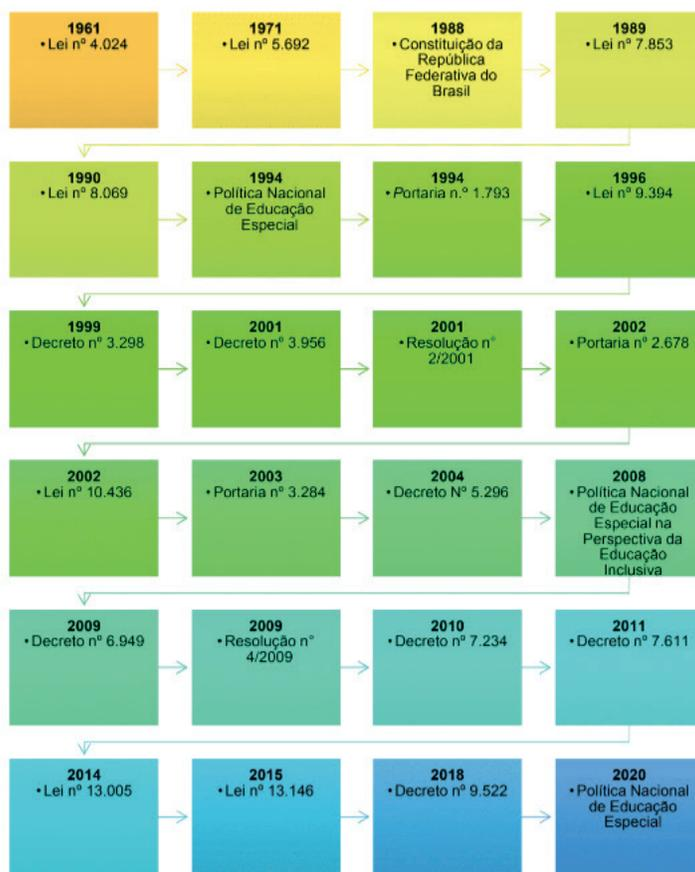 1961
• Lei nº 4.024
1971
• Lei nº 5.692
1988
• Constituição da
República
Federativa do
Brasil
1989
• Lei nº 7.853
1990
• Lei nº 8.069
1994
• Política Nacional
de Educação
Especial
1994
• Portaria n.º 1.793
1996
• Lei nº 9.394
1999
• Decreto nº 3.298
2001
• Decreto nº 3.956
2001
• Resolução n°
2/2001
2002
• Portaria nº 2.678
2002
• Lei nº 10.436
2003
• Portaria nº 3.284
2004
• Decreto Nº 5.296
2008
• Política Nacional
de Educação
Especial na
Perspectiva da
Educação
Inclusiva
2009
• Decreto nº 6.949
2009
• Resolução n°
4/2009
2010
• Decreto nº 7.234
2011
• Decreto nº 7.611
2014
• Lei nº 13.005
2015
• Lei nº 13.146
2018
• Decreto nº 9.522
2020
• Política Nacional
de Educação
Especial